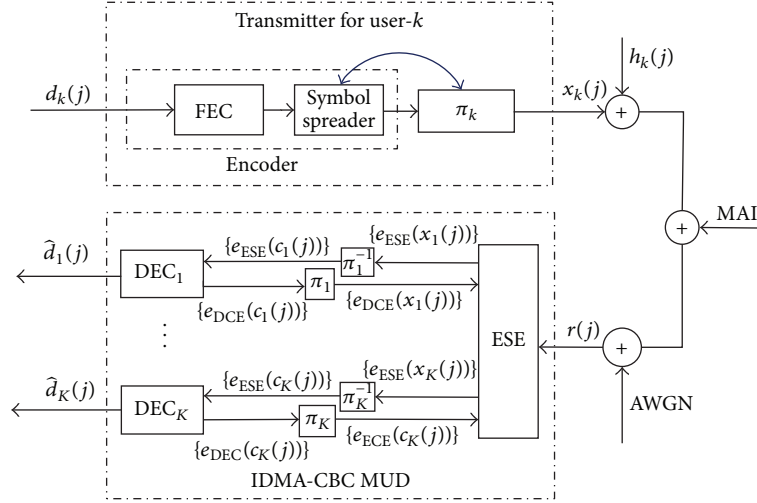 Transmitter for user-k
h_k(j)
d_k(j)
FEC
Symbol
spreader
π_k
x_k(j)
+
Encoder
+
MAI
{e_ESE(c_1(j))}
{e_ESE(x_1(j))}
d̂_1(j)
DEC_1
π_1^{-1}
π_1
{e_DCE(c_1(j))}
{e_DCE(x_1(j))}
⋮
ESE
r(j)
+
{e_ESE(c_K(j))}
{e_ESE(x_K(j))}
d̂_K(j)
DEC_K
π_K^{-1}
π_K
{e_DEC(c_K(j))}
{e_ECE(c_K(j))}
AWGN
IDMA-CBC MUD